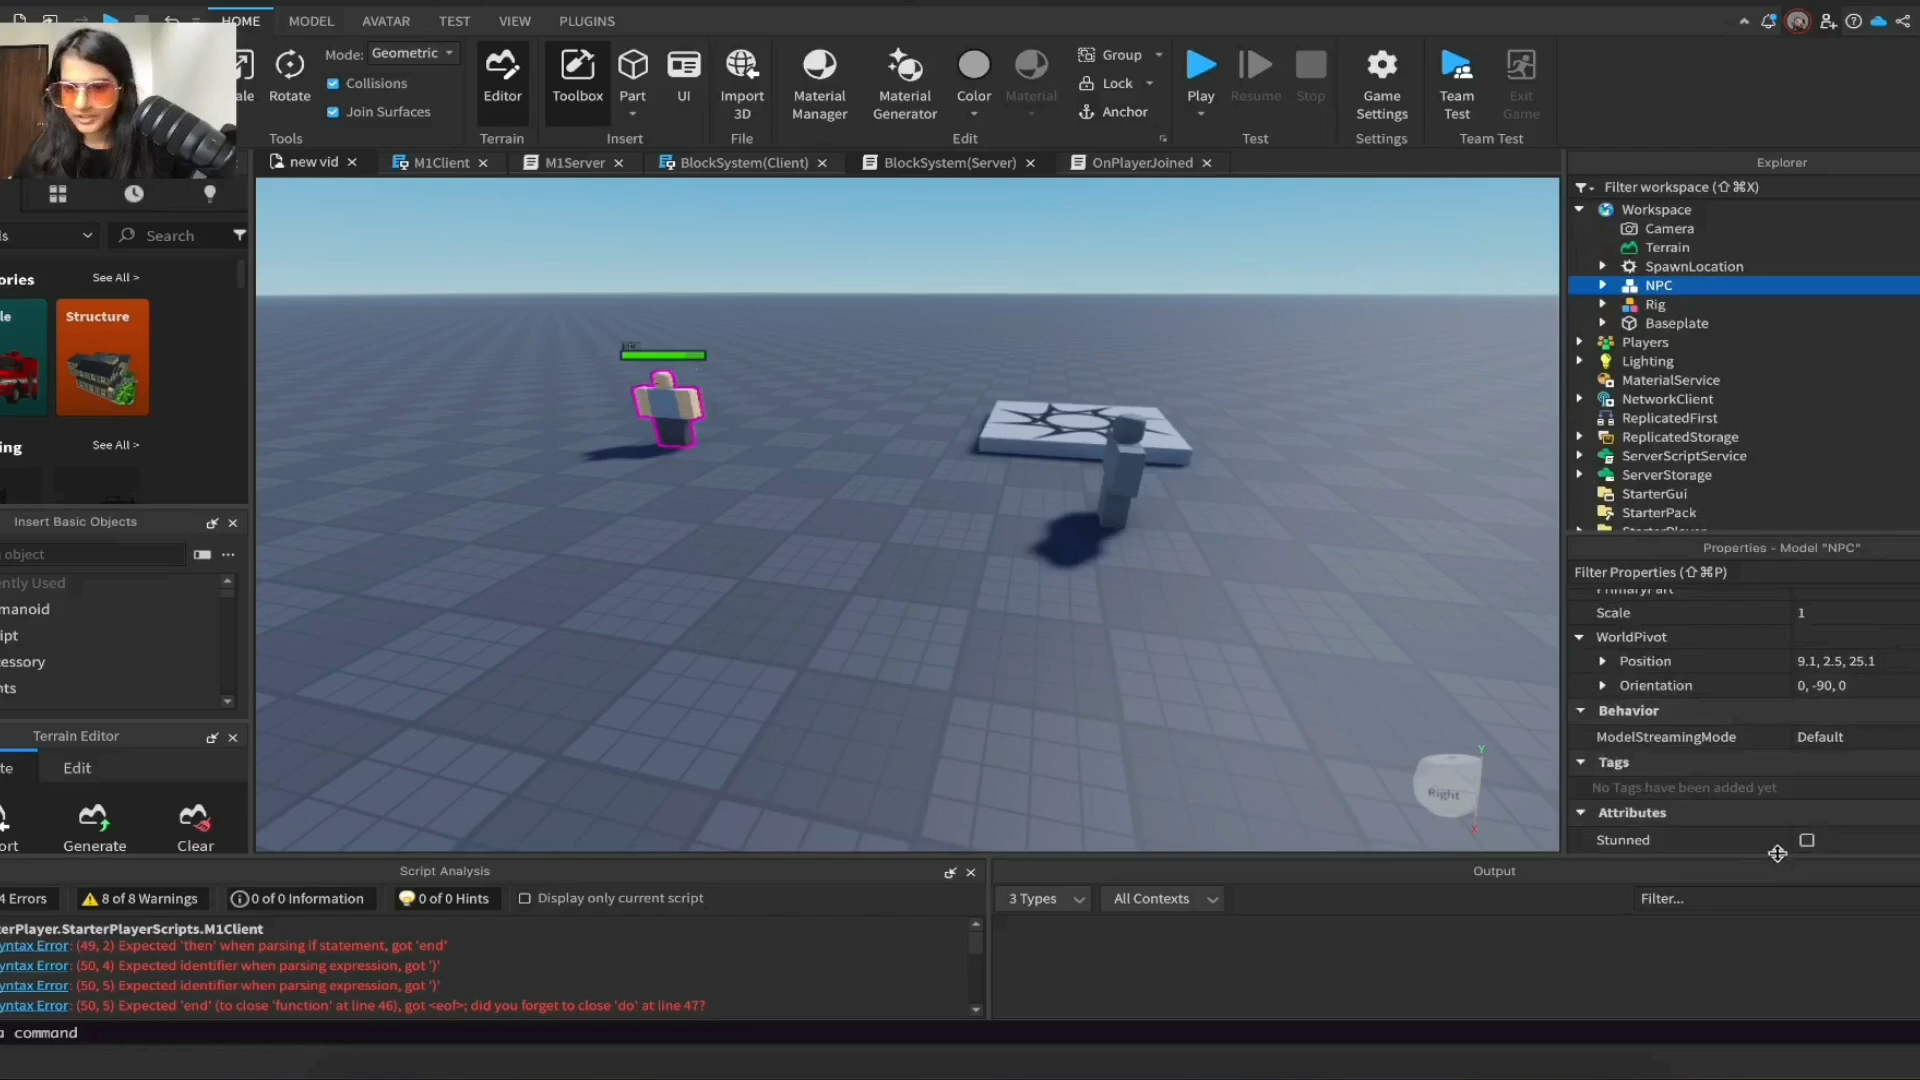 HOME
MODEL
AVATAR
TEST
VIEW
PLUGINS
ale
Rotate
Mode: Geometric
Collisions
Join Surfaces
Tools
Editor
Terrain
Toolbox
Part
UI
Insert
Import
3D
File
Material
Manager
Material
Generator
Color
Material
Edit
Group
Lock
Anchor
Play
Resume
Stop
Test
Game
Settings
Settings
Team
Test
Exit
Game
Team Test
new vid
M1Client
M1Server
BlockSystem(Client)
BlockSystem(Server)
OnPlayerJoined
ls
Search
ories
See All >
le
Structure
ing
See All >
Insert Basic Objects
object
ently Used
manoid
ipt
cessory
nts
Terrain Editor
te
Edit
ort
Generate
Clear
Right
Y
X
Explorer
Filter workspace (⇧⌘X)
Workspace
Camera
Terrain
SpawnLocation
NPC
Rig
Baseplate
Players
Lighting
MaterialService
NetworkClient
ReplicatedFirst
ReplicatedStorage
ServerScriptService
ServerStorage
StarterGui
StarterPack
StarterPlayer
Properties - Model "NPC"
Filter Properties (⇧⌘P)
PrimaryPart
Scale 1
WorldPivot
Position 9.1, 2.5, 25.1
Orientation 0, -90, 0
Behavior
ModelStreamingMode Default
Tags
No Tags have been added yet
Attributes
Stunned
Script Analysis
4 Errors
8 of 8 Warnings
0 of 0 Information
0 of 0 Hints
Display only current script
terPlayer.StarterPlayerScripts.M1Client
yntax Error: (49, 2) Expected 'then' when parsing if statement, got 'end'
yntax Error: (50, 4) Expected identifier when parsing expression, got ')'
yntax Error: (50, 5) Expected identifier when parsing expression, got ')'
yntax Error: (50, 5) Expected 'end' (to close 'function' at line 46), got <eof>; did you forget to close 'do' at line 47?
a command
Output
3 Types
All Contexts
Filter...